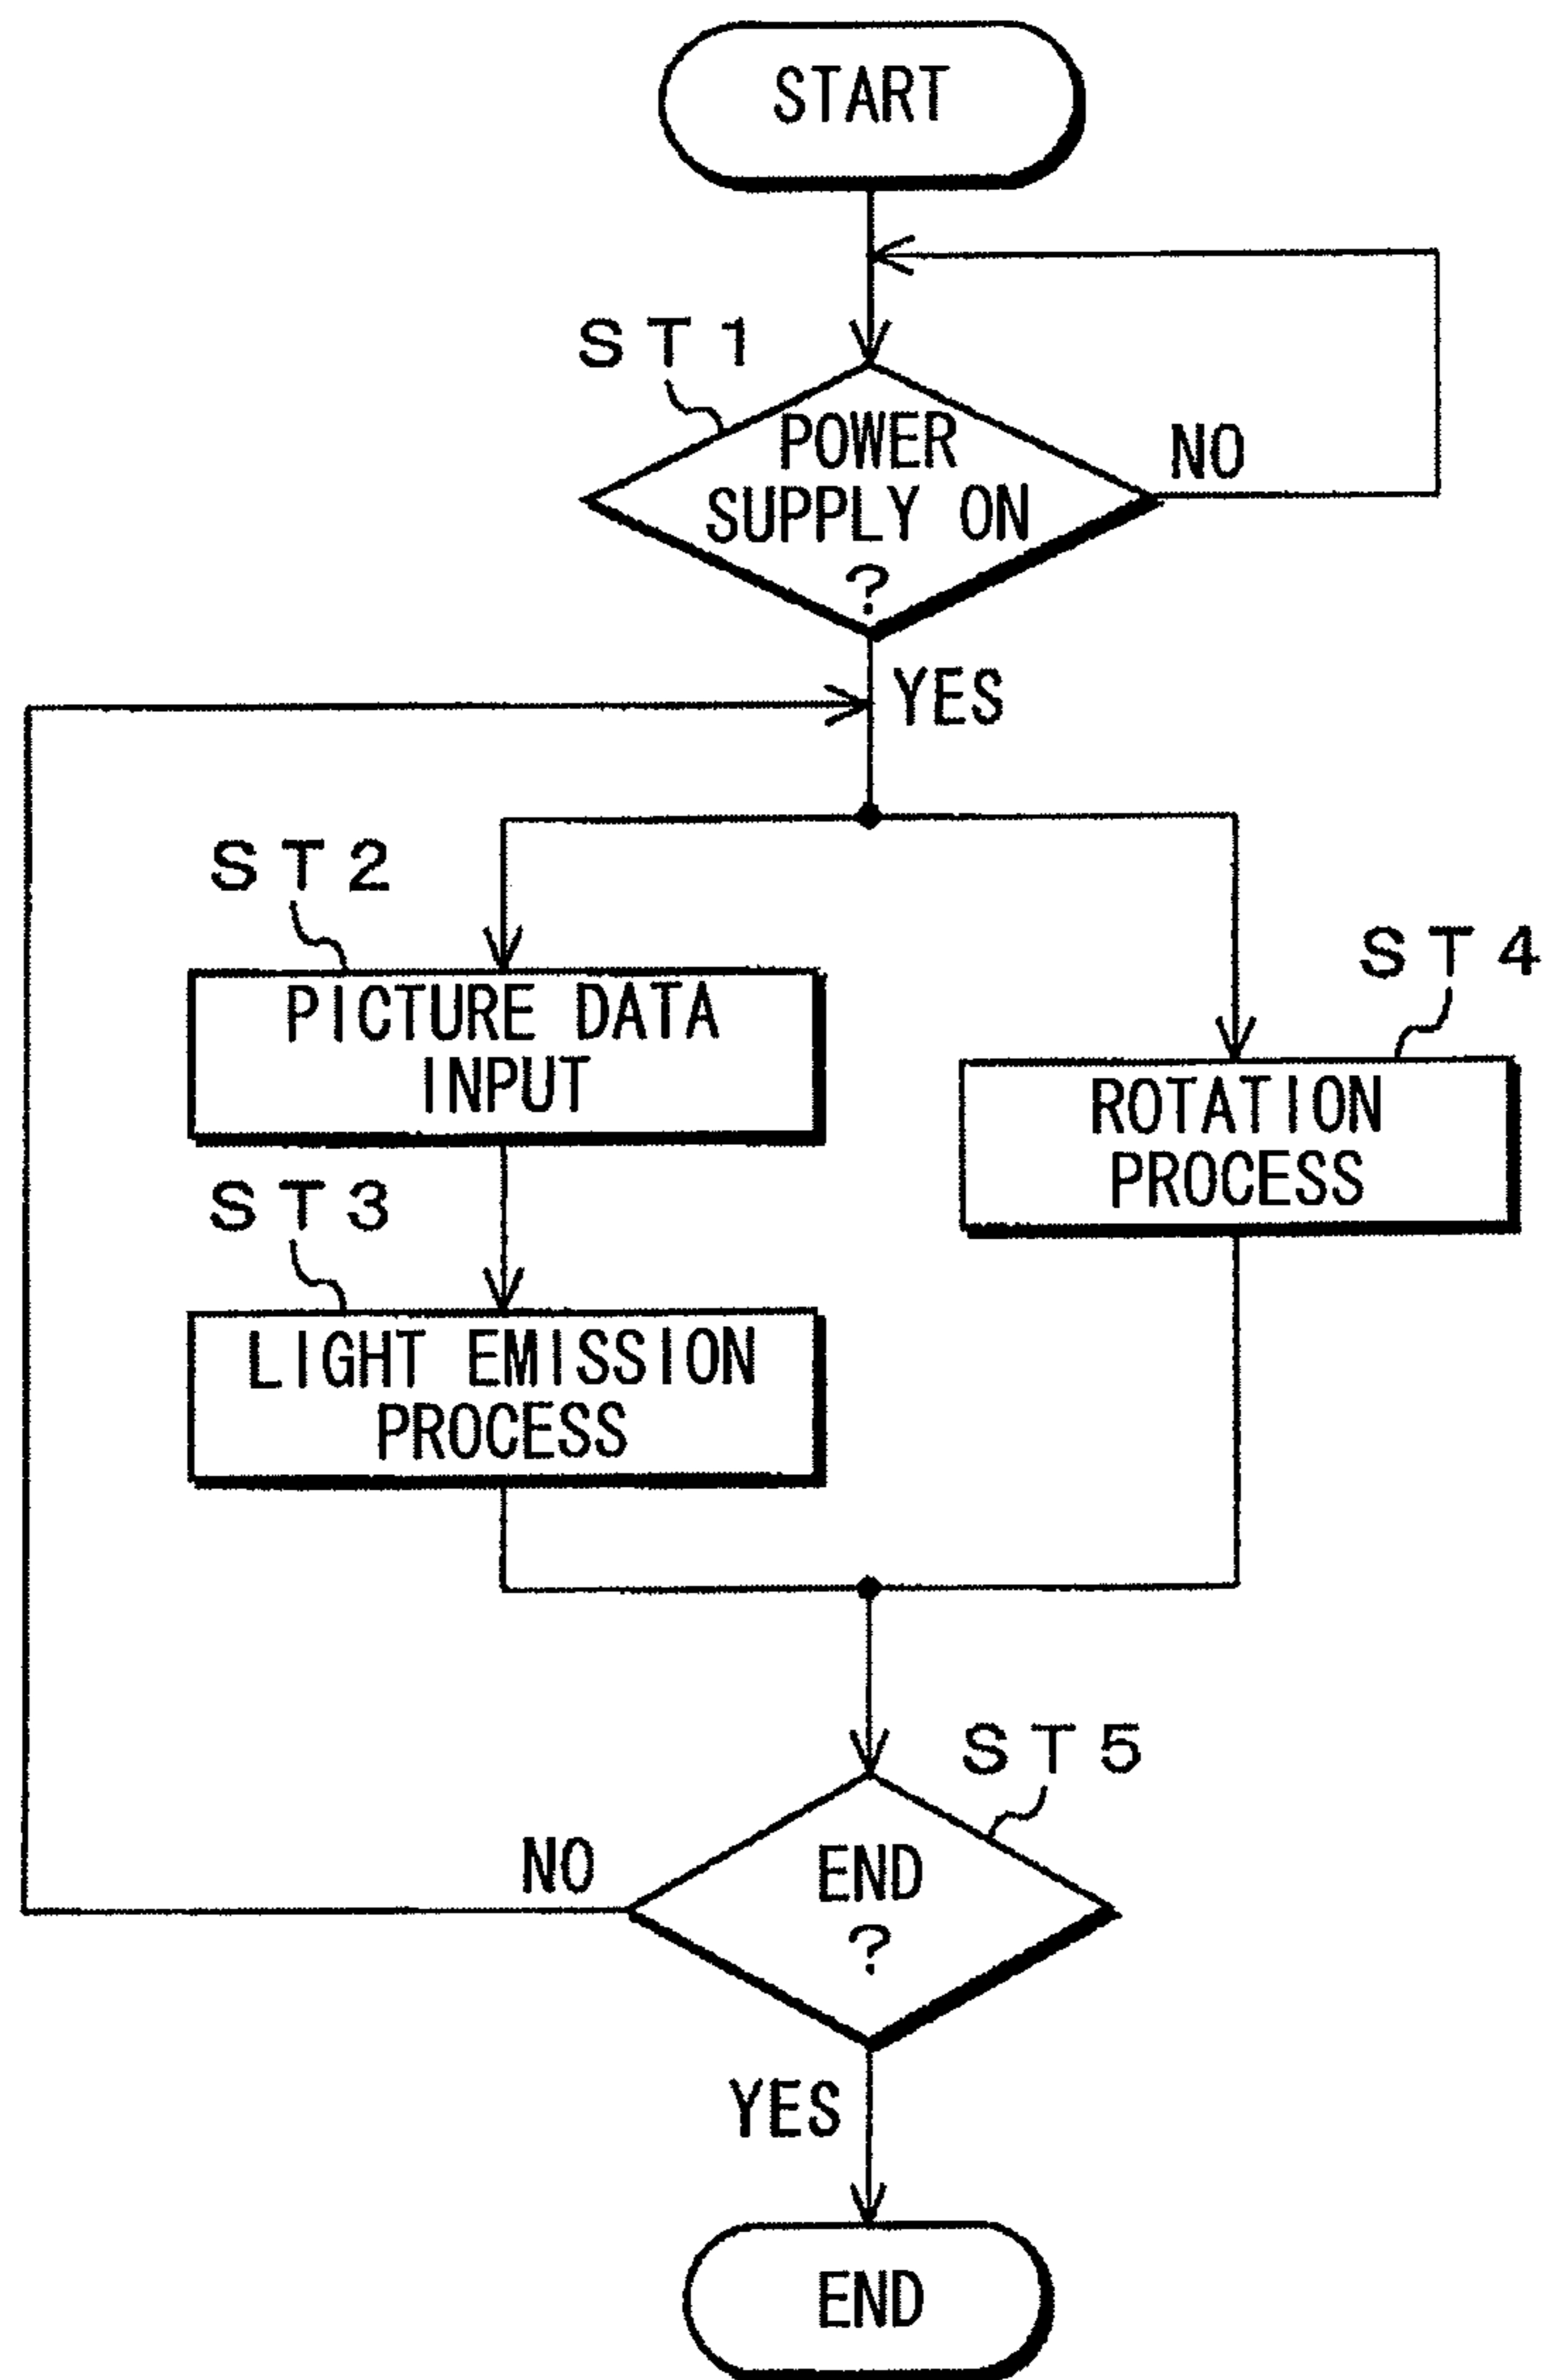 START
ST1
POWER
SUPPLY ON
?
NO
YES
ST2
PICTURE DATA
INPUT
ST4
ROTATION
PROCESS
ST3
LIGHT EMISSION
PROCESS
ST5
END
?
NO
YES
END